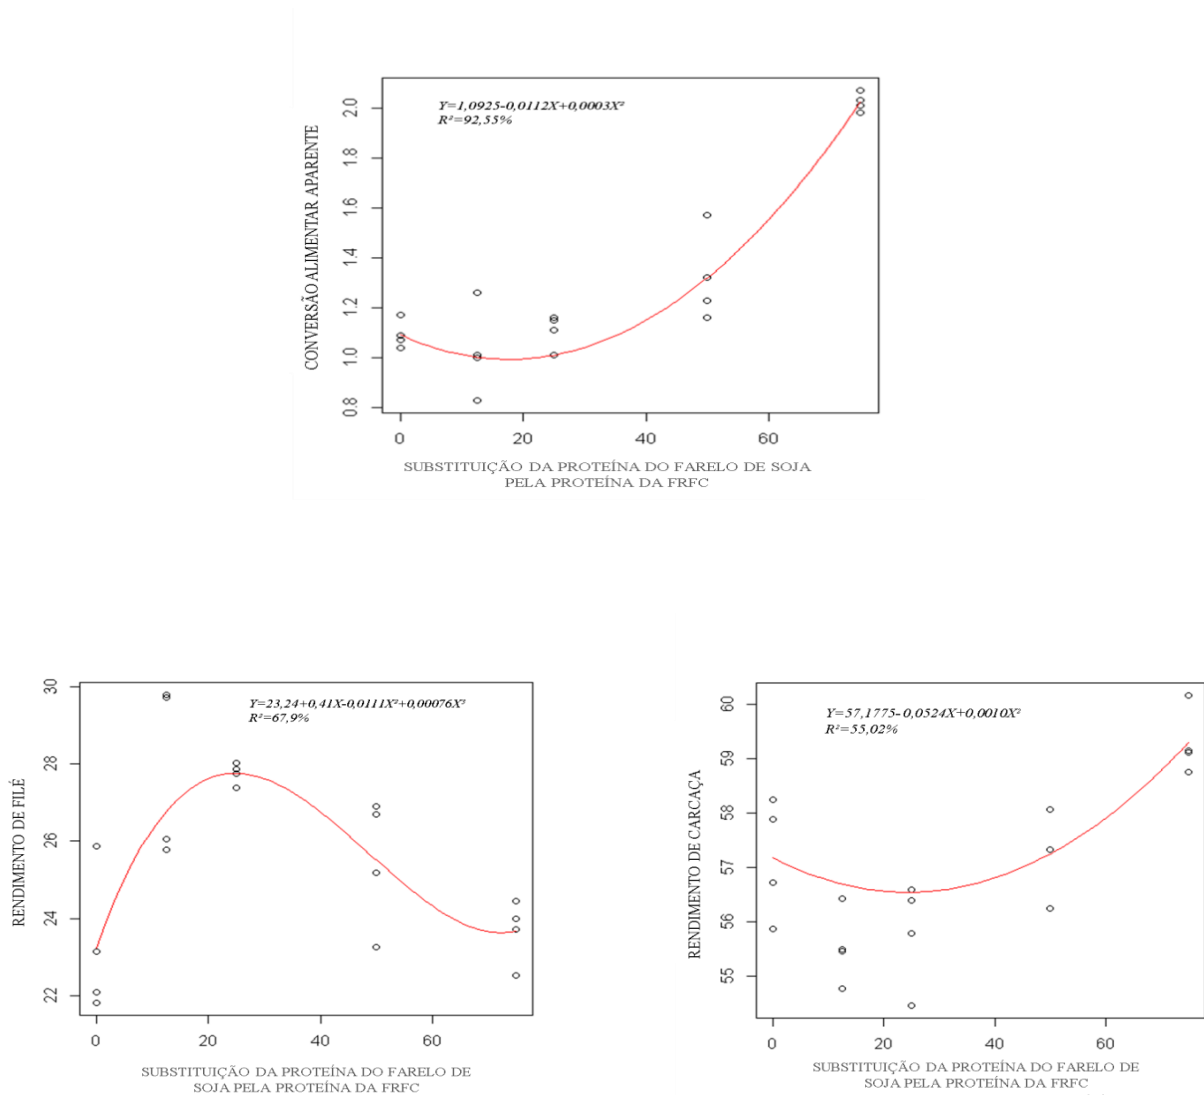 Y=1,0925-0,0112X+0,0003X²
R²=92,55%
CONVERSÃO ALIMENTAR APARENTE
2.0
1.8
1.6
1.4
1.2
1.0
0.8
0 20 40 60
SUBSTITUIÇÃO DA PROTEÍNA DO FARELO DE SOJA
PELA PROTEÍNA DA FRFC
Y=23,24+0,41X-0,0111X²+0,00076X³
R²=67,9%
RENDIMENTO DE FILÉ
30
28
26
24
22
0 20 40 60
SUBSTITUIÇÃO DA PROTEÍNA DO FARELO DE
SOJA PELA PROTEÍNA DA FRFC
Y=57,1775-0,0524X+0,0010X²
R²=55,02%
RENDIMENTO DE CARCAÇA
60
59
58
57
56
55
0 20 40 60
SUBSTITUIÇÃO DA PROTEÍNA DO FARELO DE
SOJA PELA PROTEÍNA DA FRFC